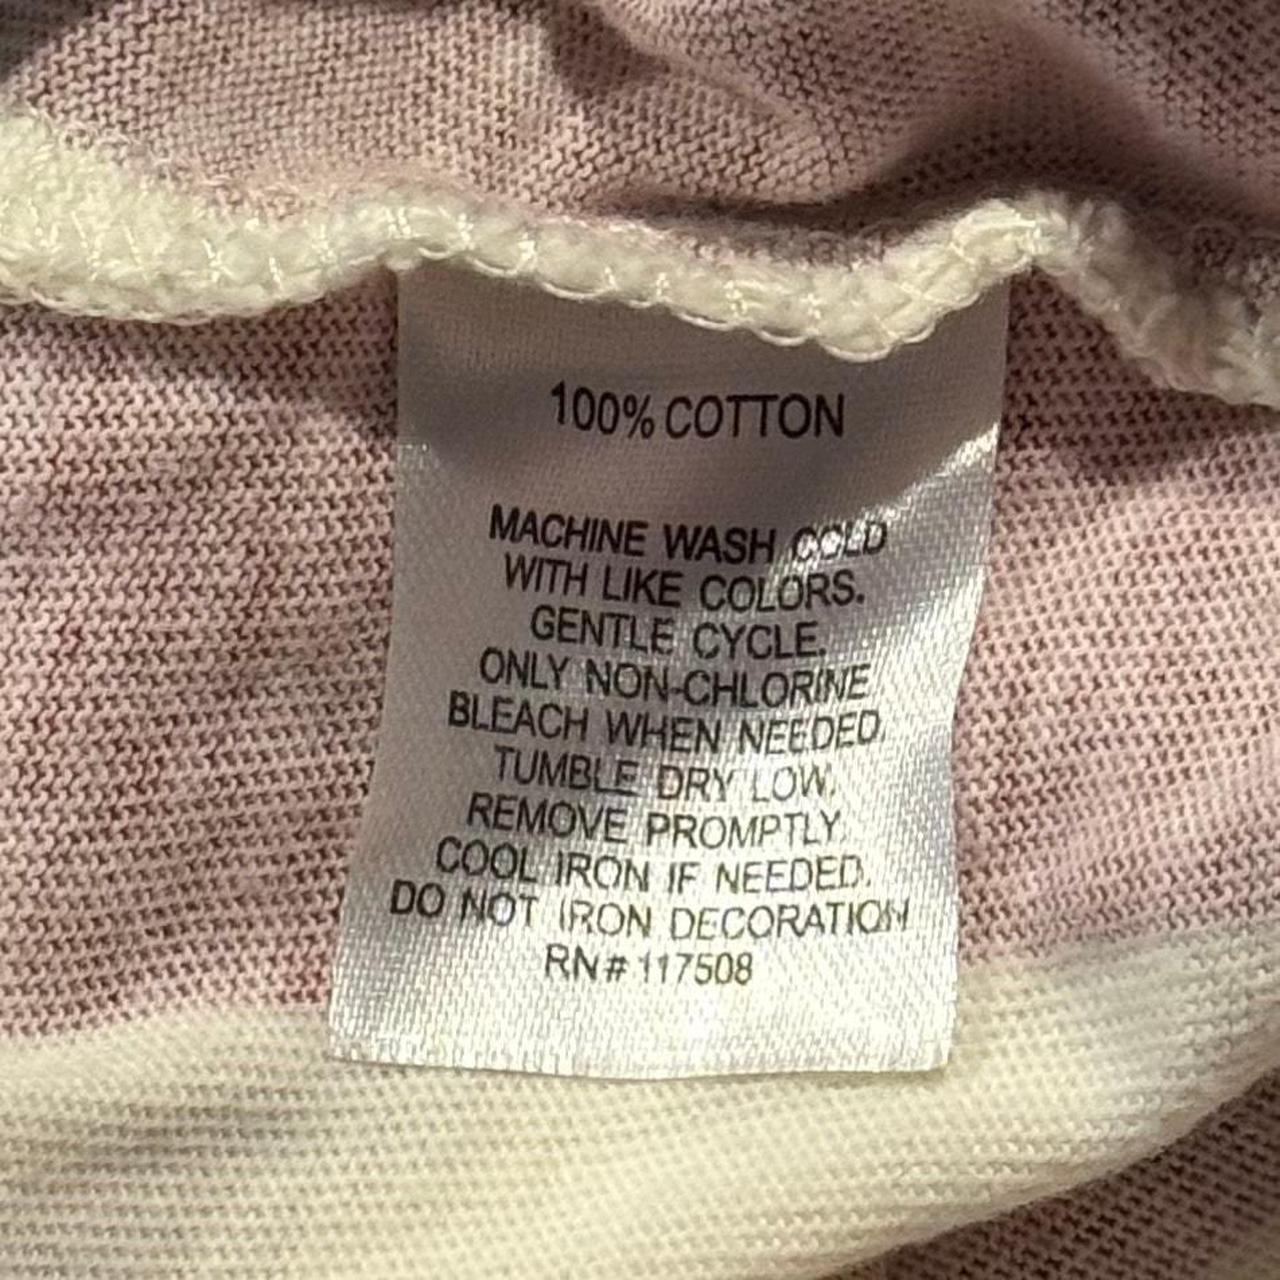 100% COTTON
MACHINE WASH COLD
WITH LIKE COLORS.
GENTLE CYCLE.
ONLY NON-CHLORINE
BLEACH WHEN NEEDED.
TUMBLE DRY LOW.
REMOVE PROMPTLY.
COOL IRON IF NEEDED.
DO NOT IRON DECORATION
RN# 117508